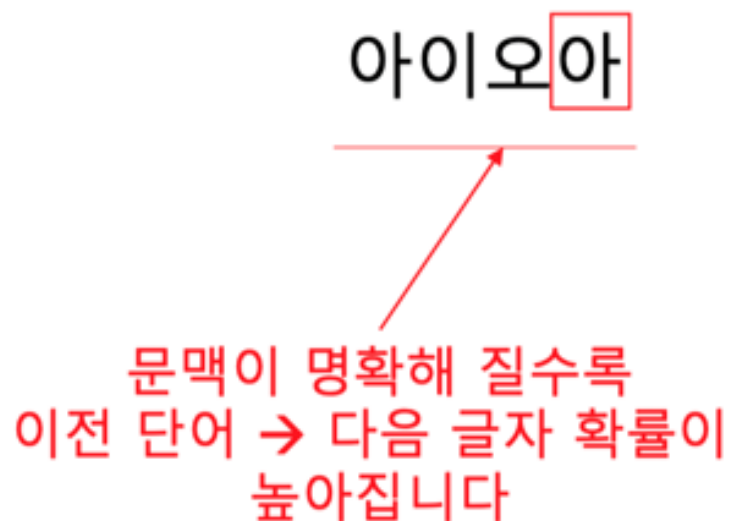 아이오아
문맥이 명확해 질수록
이전 단어 → 다음 글자 확률이
높아집니다